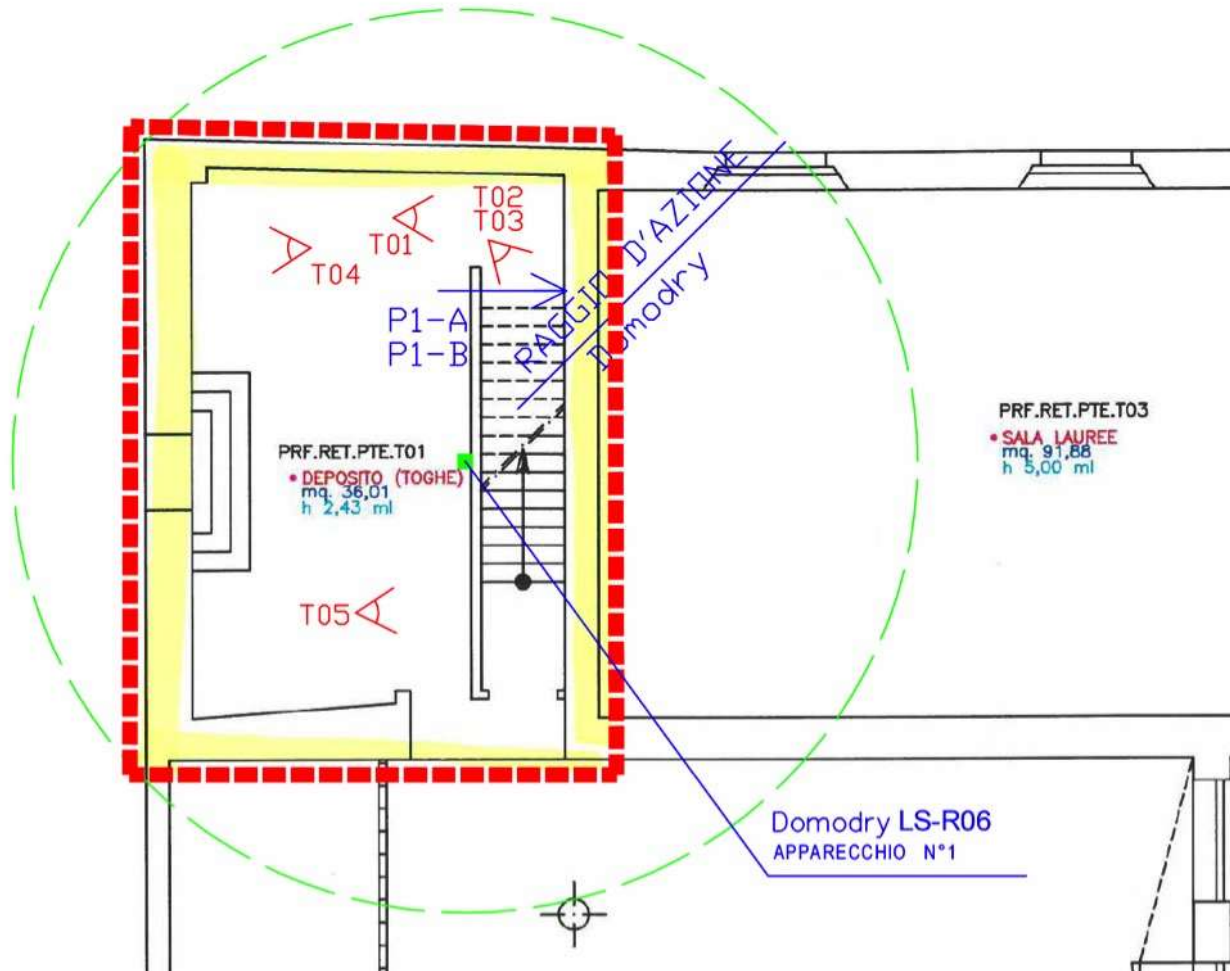 T02
T03
T01
T04
RAGGIO D'AZIONE
Domodry
P1-A
P1-B
PRF.RET.PTE.T01
• DEPOSITO (TOGHE)
mq. 36,01
h 2,43 ml
PRF.RET.PTE.T03
• SALA LAUREE
mq. 91,88
h 5,00 ml
T05
Domodry LS-R06
APPARECCHIO N°1